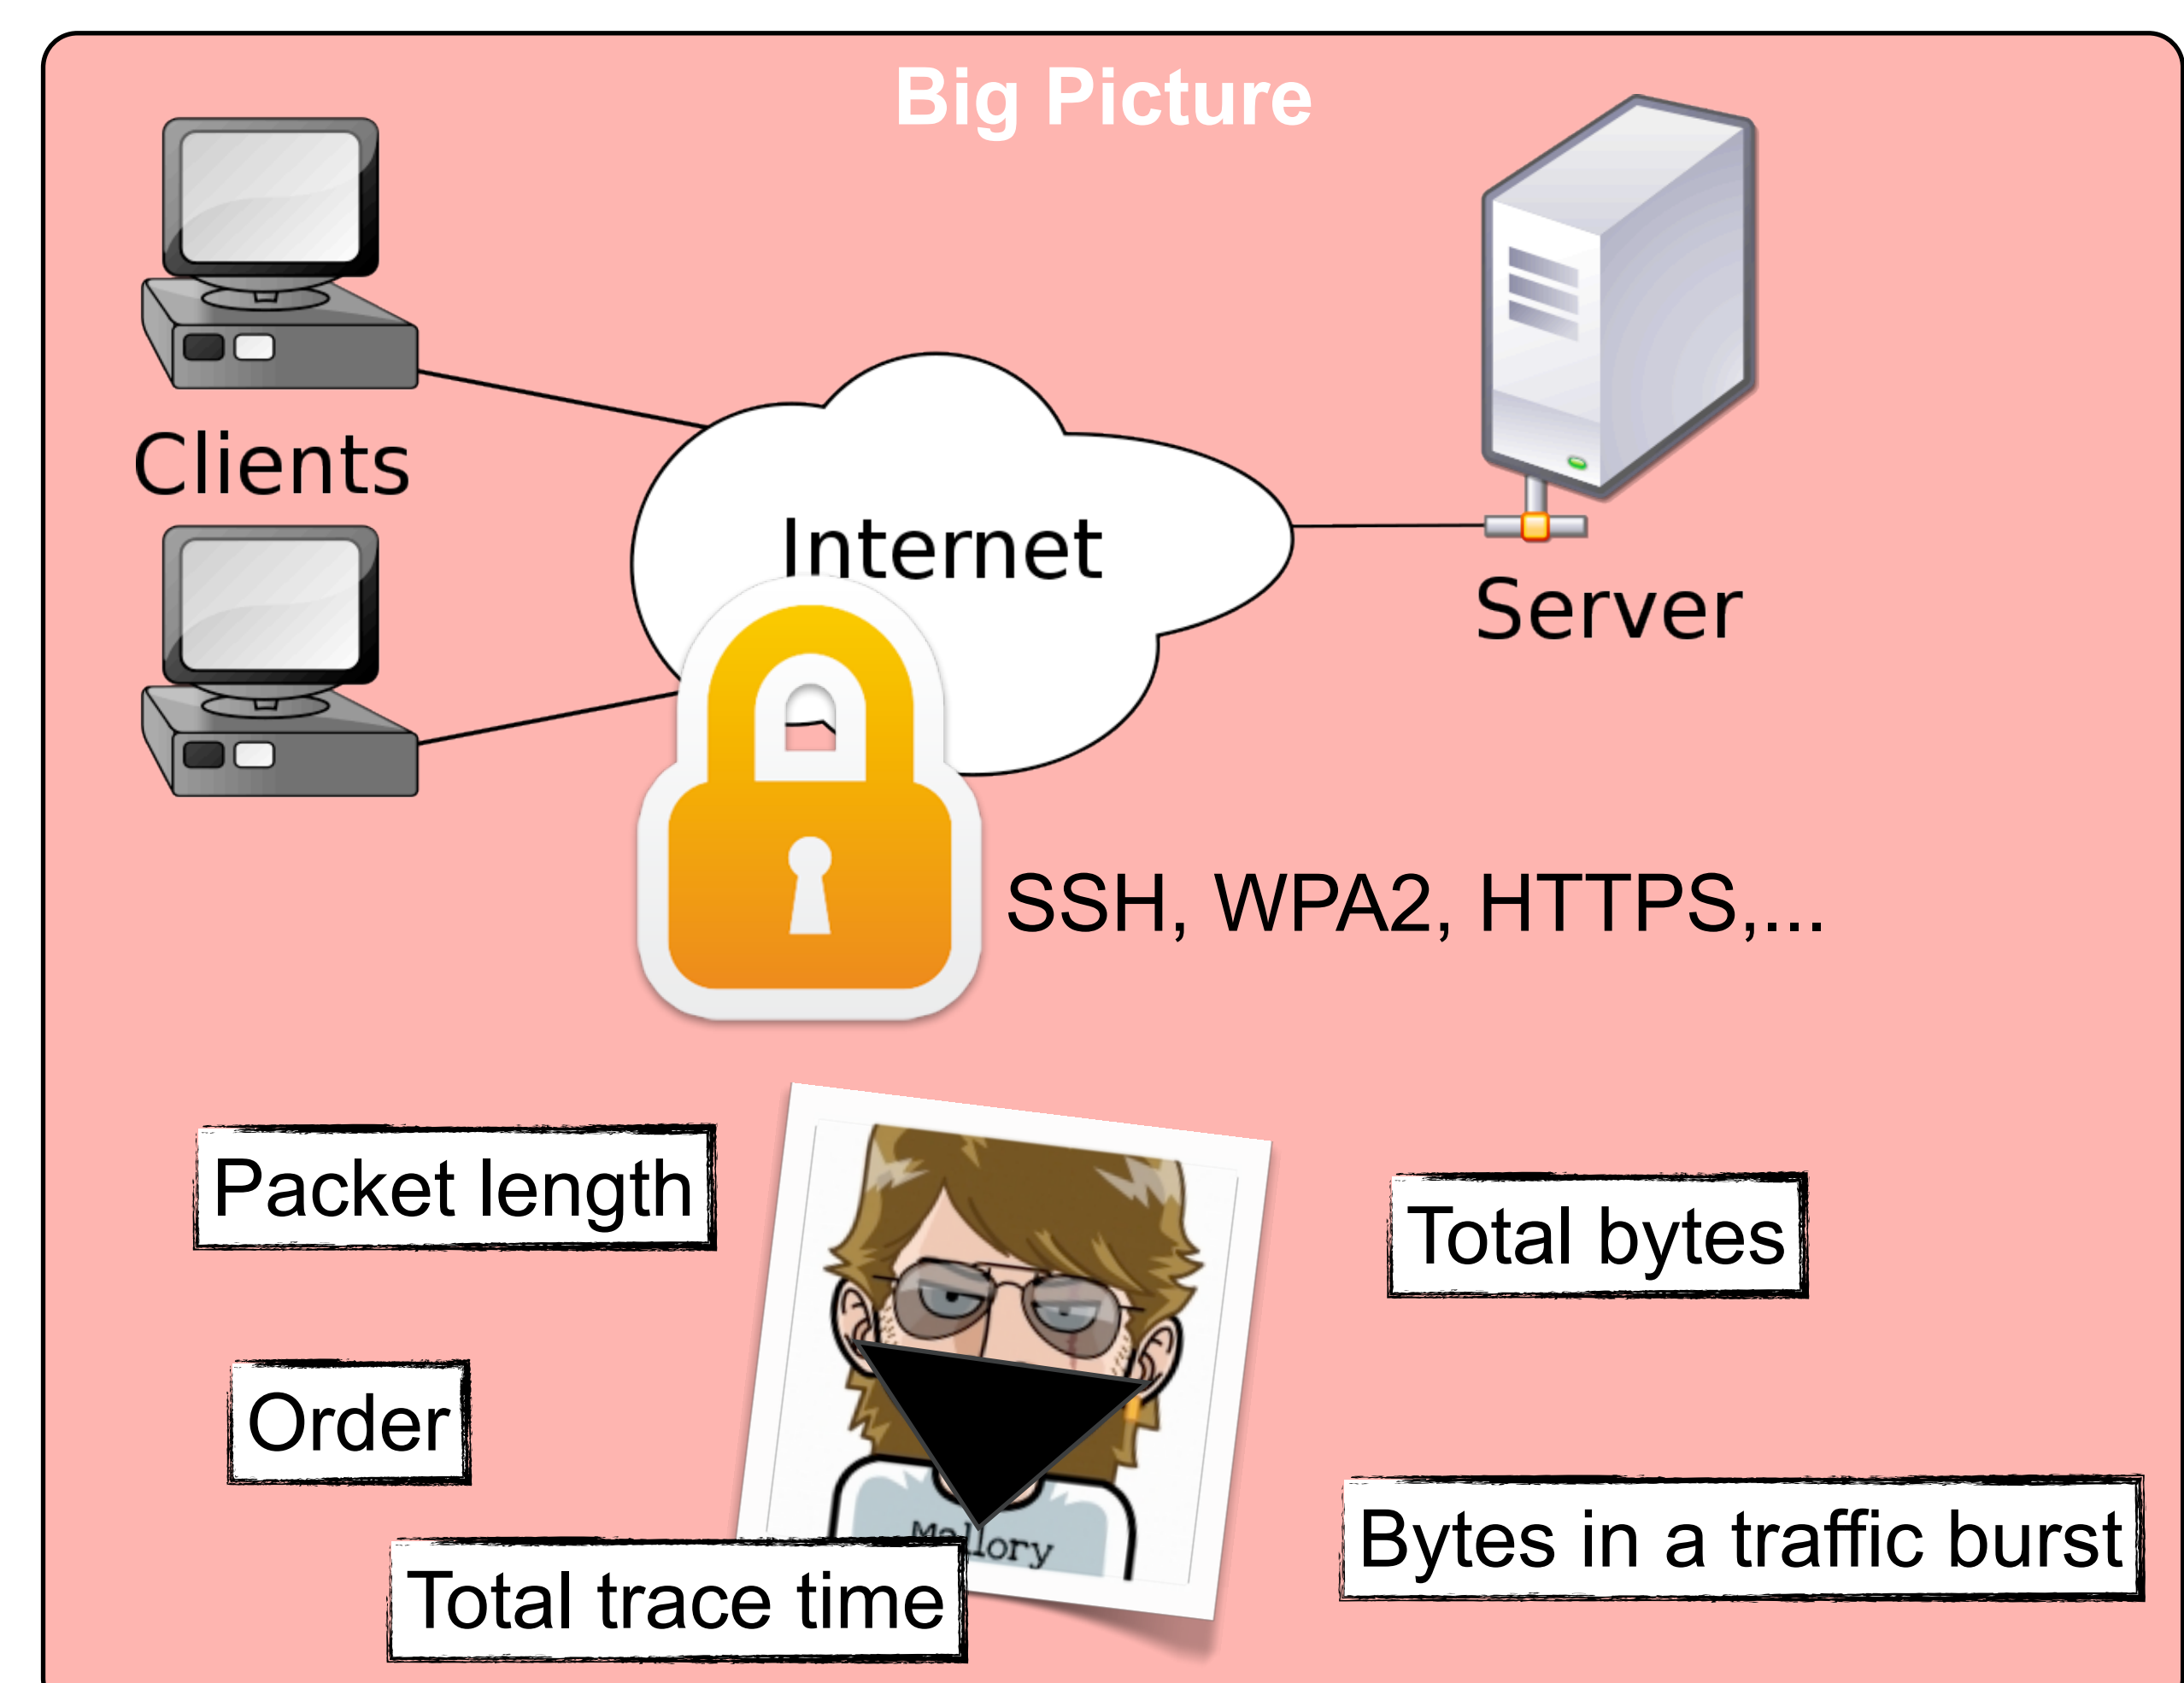 Big Picture
Clients
Internet
Server
SSH, WPA2, HTTPS,...
Packet length
Total bytes
Order
Mallory
Bytes in a traffic burst
Total trace time